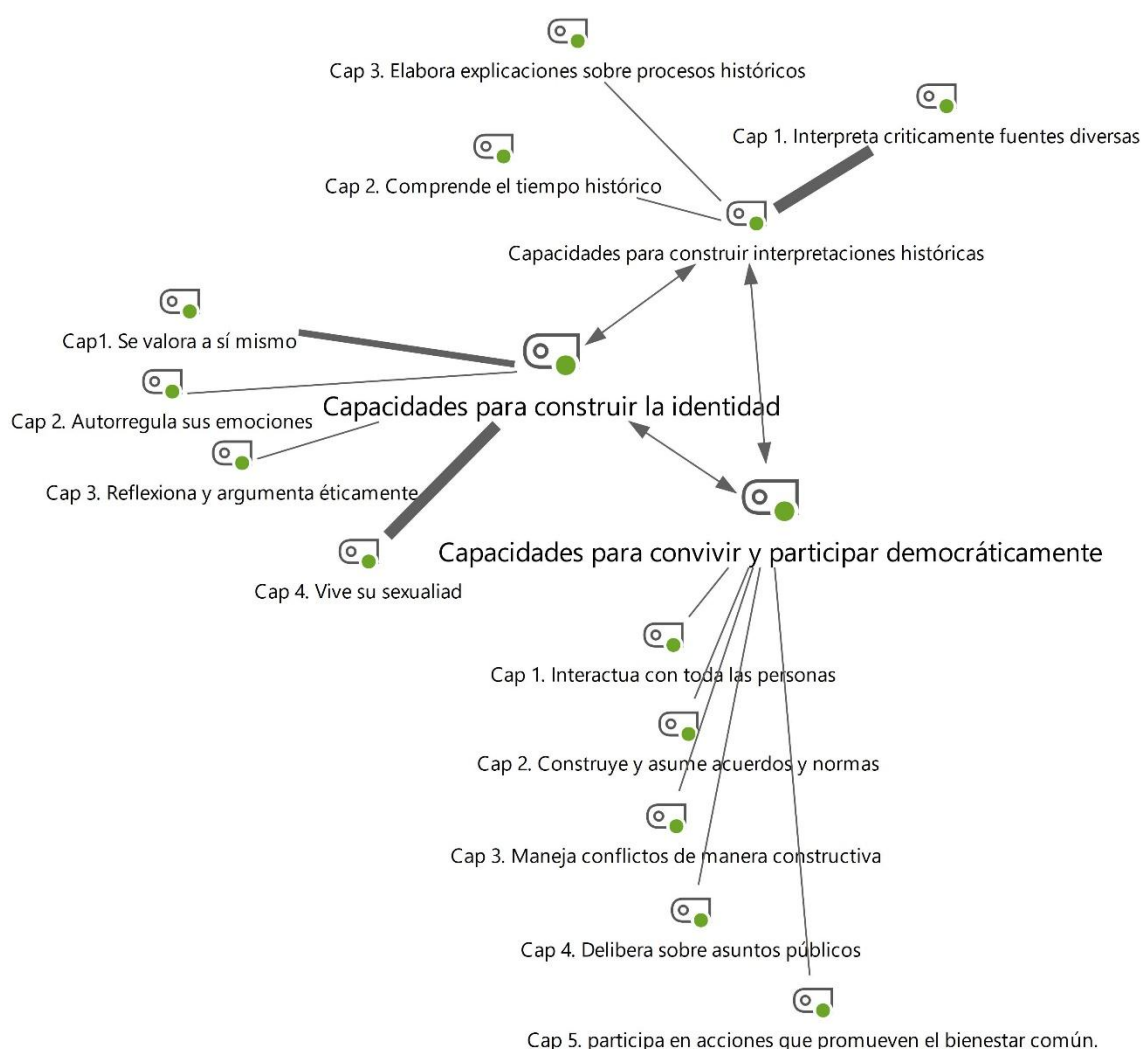 Cap 3. Elabora explicaciones sobre procesos históricos
Cap 1. Interpreta criticamente fuentes diversas
Cap 2. Comprende el tiempo histórico
Capacidades para construir interpretaciones históricas
Cap1. Se valora a sí mismo
Capacidades para construir la identidad
Cap 2. Autorregula sus emociones
Cap 3. Reflexiona y argumenta éticamente
Capacidades para convivir y participar democráticamente
Cap 4. Vive su sexualiad
Cap 1. Interactua con toda las personas
Cap 2. Construye y asume acuerdos y normas
Cap 3. Maneja conflictos de manera constructiva
Cap 4. Delibera sobre asuntos públicos
Cap 5. participa en acciones que promueven el bienestar común.